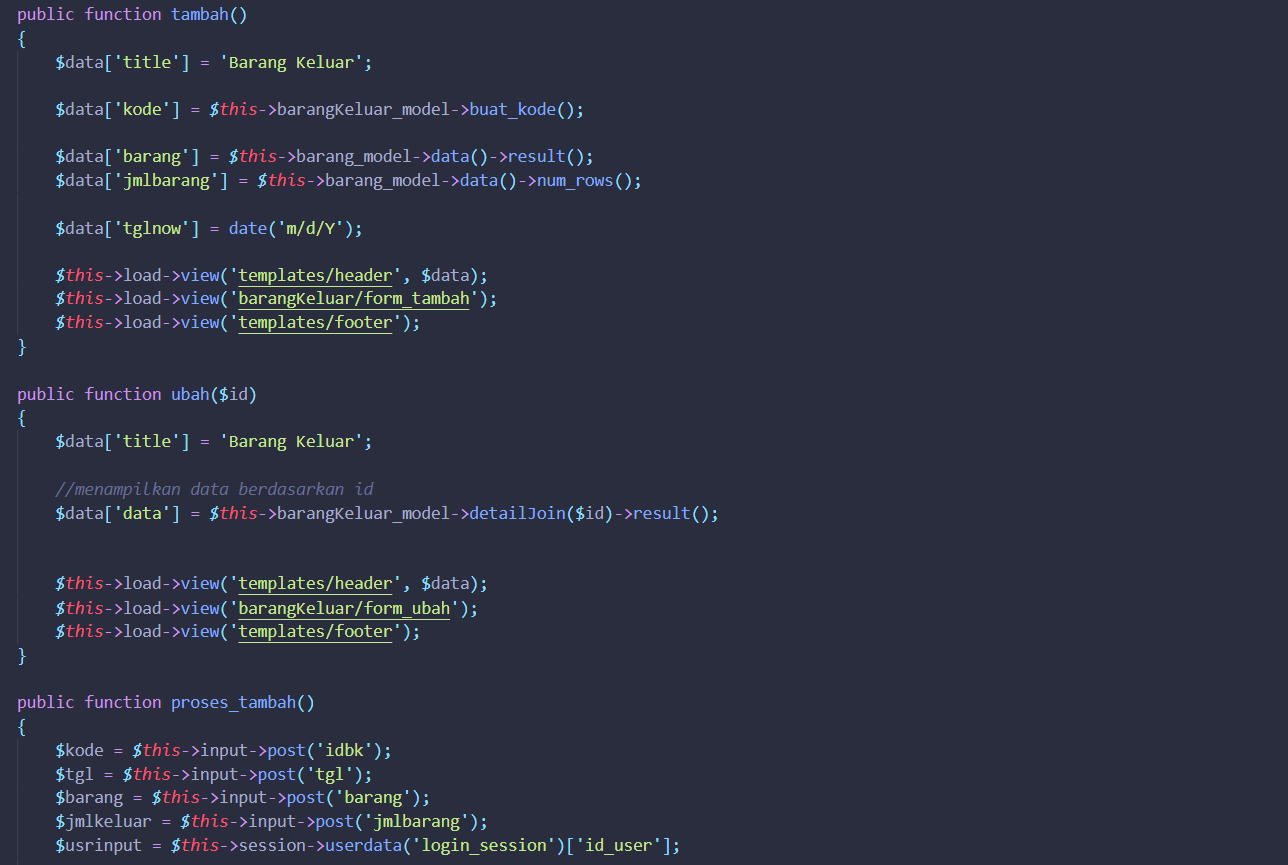 public function tambah()
{
    $data['title'] = 'Barang Keluar';
    $data['kode'] = $this->barangKeluar_model->buat_kode();
    $data['barang'] = $this->barang_model->data()->result();
    $data['jmlbarang'] = $this->barang_model->data()->num_rows();
    $data['tglnow'] = date('m/d/Y');
    $this->load->view('templates/header', $data);
    $this->load->view('barangKeluar/form_tambah');
    $this->load->view('templates/footer');
}
public function ubah($id)
{
    $data['title'] = 'Barang Keluar';
    //menampilkan data berdasarkan id
    $data['data'] = $this->barangKeluar_model->detailJoin($id)->result();
    $this->load->view('templates/header', $data);
    $this->load->view('barangKeluar/form_ubah');
    $this->load->view('templates/footer');
}
public function proses_tambah()
{
    $kode = $this->input->post('idbk');
    $tgl = $this->input->post('tgl');
    $barang = $this->input->post('barang');
    $jmlkeluar = $this->input->post('jmlbarang');
    $usrinput = $this->session->userdata('login_session')['id_user'];